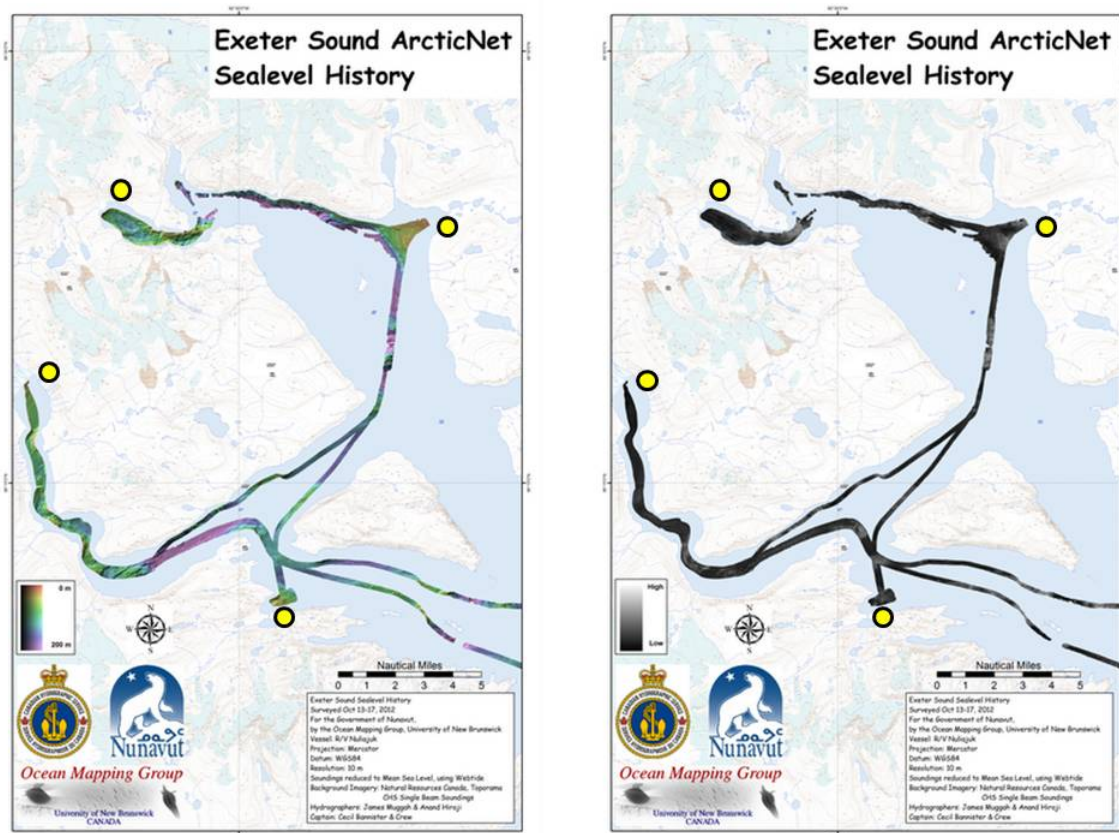 Exeter Sound ArcticNet
Sealevel History
0 m
200 m
N
W
E
S
Nautical Miles
0 1 2 3 4 5
Nunavut
ᓄᓇᕗᑦ
Ocean Mapping Group
University of New Brunswick
CANADA
Exeter Sound Sealevel History
Surveyed Oct 13-17, 2012
For the Government of Nunavut,
by the Ocean Mapping Group, University of New Brunswick
Vessel: R/V Nuliajuk
Projection: Mercator
Datum: WGS84
Resolution: 10 m
Soundings reduced to Mean Sea Level, using Webtide
Background Imagery: Natural Resources Canada, Toporama
CHS Single Beam Soundings
Hydrographers: James Muggah & Anand Hiroji
Captain: Cecil Bannister & Crew
Exeter Sound ArcticNet
Sealevel History
High
Low
N
W
E
S
Nautical Miles
0 1 2 3 4 5
Nunavut
ᓄᓇᕗᑦ
Ocean Mapping Group
University of New Brunswick
CANADA
Exeter Sound Sealevel History
Surveyed Oct 13-17, 2012
For the Government of Nunavut,
by the Ocean Mapping Group, University of New Brunswick
Vessel: R/V Nuliajuk
Projection: Mercator
Datum: WGS84
Resolution: 10 m
Soundings reduced to Mean Sea Level, using Webtide
Background Imagery: Natural Resources Canada, Toporama
CHS Single Beam Soundings
Hydrographers: James Muggah & Anand Hiroji
Captain: Cecil Bannister & Crew